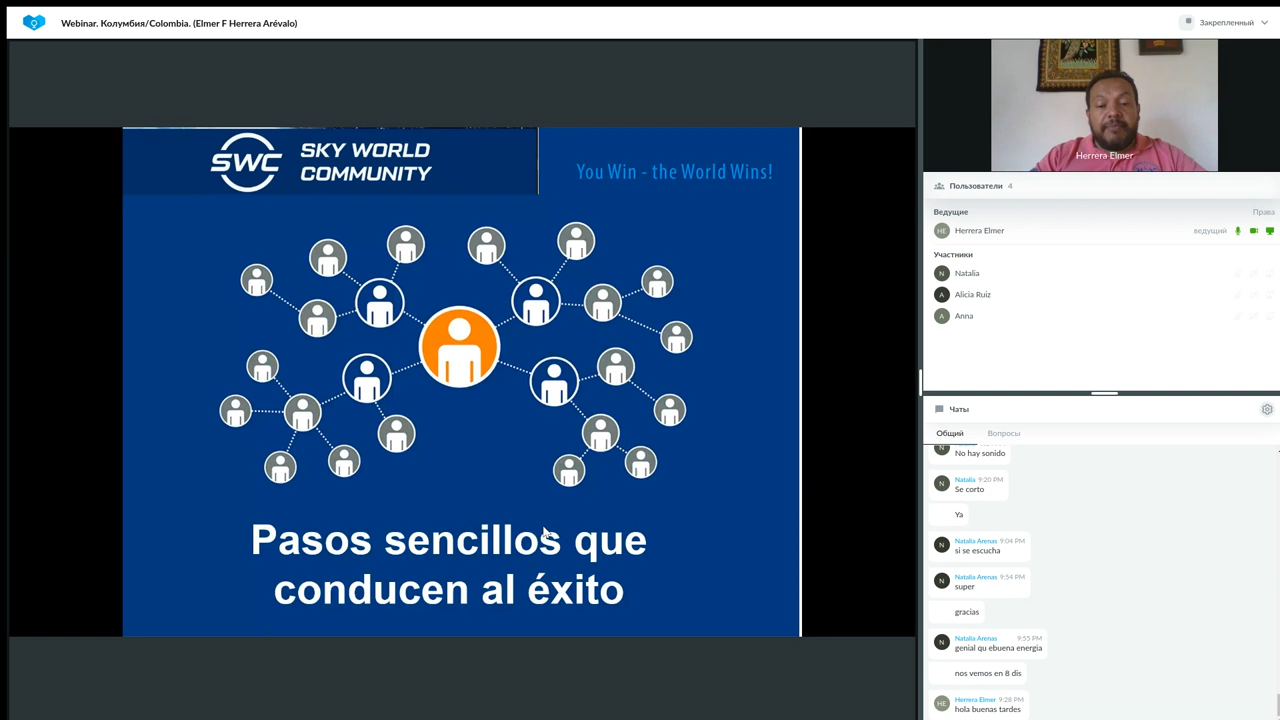 Webinar. Колумбия/Colombia. (Elmer F Herrera Arévalo)
Закрепленный
SWC
SKY WORLD
COMMUNITY
You Win - the World Wins!
Pasos sencillos que
conducen al éxito
Herrera Elmer
Пользователи 4
Ведущие Права
HE Herrera Elmer ведущий
Участники
N Natalia
A Alicia Ruiz
A Anna
Чаты
Общий Вопросы
N No hay sonido
Natalia 9:20 PM
N Se corto
Ya
Natalia Arenas 9:04 PM
N si se escucha
Natalia Arenas 9:54 PM
N super
gracias
Natalia Arenas 9:55 PM
N genial qu ebuena energia
nos vemos en 8 dis
Herrera Elmer 9:28 PM
HE hola buenas tardes